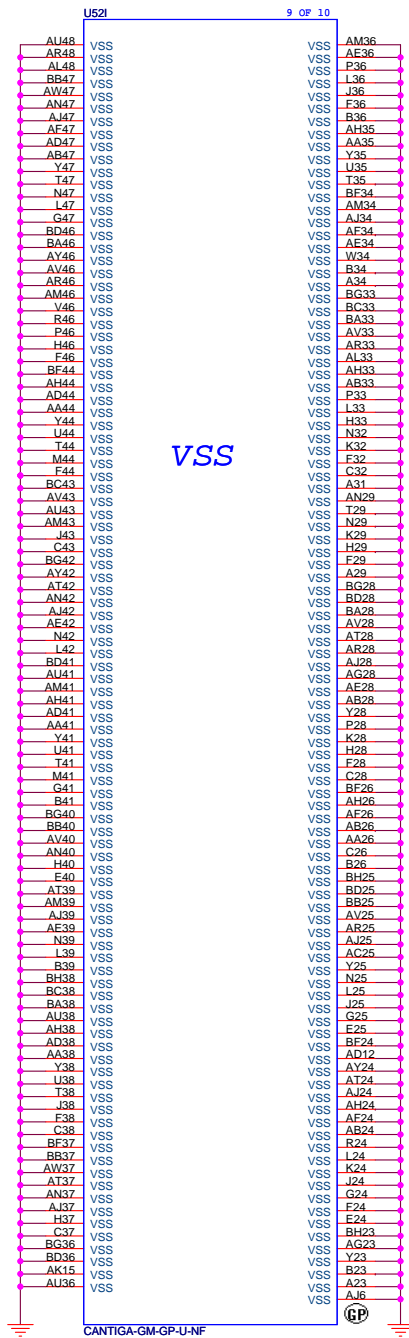 U52I 9 OF 10
AU48 VSS VSS AM36
AR48 VSS VSS AE36
AL48 VSS VSS P36
BB47 VSS VSS L36
AW47 VSS VSS J36
AN47 VSS VSS F36
AJ47 VSS VSS B36
AF47 VSS VSS AH35
AD47 VSS VSS AA35
AB47 VSS VSS Y35
Y47 VSS VSS U35
T47 VSS VSS T35
N47 VSS VSS BF34
L47 VSS VSS AM34
G47 VSS VSS AJ34
BD46 VSS VSS AF34
BA46 VSS VSS AE34
AY46 VSS VSS W34
AV46 VSS VSS B34
AR46 VSS VSS A34
AM46 VSS VSS BG33
V46 VSS VSS BC33
R46 VSS VSS BA33
P46 VSS VSS AV33
H46 VSS VSS AR33
F46 VSS VSS AL33
BF44 VSS VSS AH33
AH44 VSS VSS AB33
AD44 VSS VSS P33
AA44 VSS VSS L33
Y44 VSS VSS H33
U44 VSS VSS N32
T44 VSS VSS K32
M44 VSS VSS F32
F44 VSS VSS C32
BC43 VSS VSS A31
AV43 VSS VSS AN29
AU43 VSS VSS T29
AM43 VSS VSS N29
J43 VSS VSS K29
C43 VSS VSS H29
BG42 VSS VSS F29
AY42 VSS VSS A29
AT42 VSS VSS BG28
AN42 VSS VSS BD28
AJ42 VSS VSS BA28
AE42 VSS VSS AV28
N42 VSS VSS AT28
L42 VSS VSS AR28
BD41 VSS VSS AJ28
AU41 VSS VSS AG28
AM41 VSS VSS AE28
AH41 VSS VSS AB28
AD41 VSS VSS Y28
AA41 VSS VSS P28
Y41 VSS VSS K28
U41 VSS VSS H28
T41 VSS VSS F28
M41 VSS VSS C28
G41 VSS VSS BF26
B41 VSS VSS AH26
BG40 VSS VSS AF26
BB40 VSS VSS AB26
AV40 VSS VSS AA26
AN40 VSS VSS C26
H40 VSS VSS B26
E40 VSS VSS BH25
AT39 VSS VSS BD25
AM39 VSS VSS BB25
AJ39 VSS VSS AV25
AE39 VSS VSS AR25
N39 VSS VSS AJ25
L39 VSS VSS AC25
B39 VSS VSS Y25
BH38 VSS VSS N25
BC38 VSS VSS L25
BA38 VSS VSS J25
AU38 VSS VSS G25
AH38 VSS VSS E25
AD38 VSS VSS BF24
AA38 VSS VSS AD12
Y38 VSS VSS AY24
U38 VSS VSS AT24
T38 VSS VSS AJ24
J38 VSS VSS AH24
F38 VSS VSS AF24
C38 VSS VSS AB24
BF37 VSS VSS R24
BB37 VSS VSS L24
AW37 VSS VSS K24
AT37 VSS VSS J24
AN37 VSS VSS G24
AJ37 VSS VSS F24
H37 VSS VSS E24
C37 VSS VSS BH23
BG36 VSS VSS AG23
BD36 VSS VSS Y23
AK15 VSS VSS B23
AU36 VSS VSS A23
VSS AJ6
VSS
GP
CANTIGA-GM-GP-U-NF